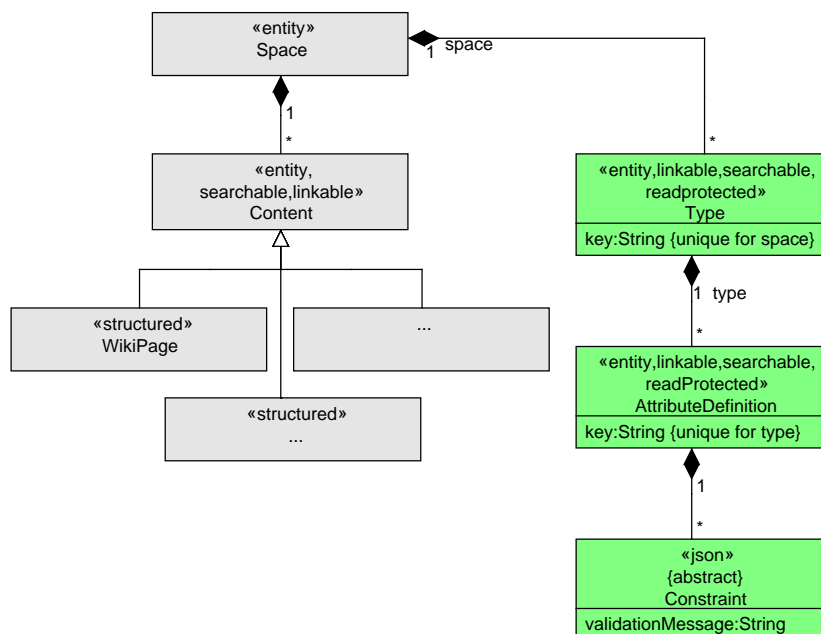 «entity»
Space
1 space
1
*
*
«entity,
searchable,linkable»
Content
«entity,linkable,searchable,
readprotected»
Type
key:String {unique for space}
1 type
*
«structured»
WikiPage
...
«entity,linkable,searchable,
readProtected»
AttributeDefinition
key:String {unique for type}
«structured»
...
1
*
«json»
{abstract}
Constraint
validationMessage:String